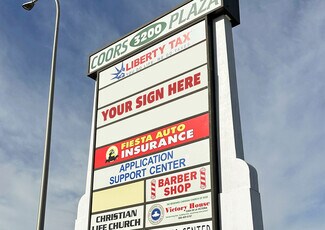 COORS 3200 PLAZA
LIBERTY TAX
YOUR SIGN HERE
FIESTA AUTO
INSURANCE
APPLICATION
SUPPORT CENTER
BARBER
SHOP
CHRISTIAN
LIFE CHURCH
Victory House
CENTER